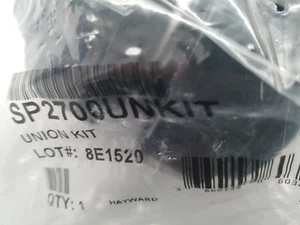 SP2700UNKIT
UNION KIT
LOT#: 8E1520
QTY: 1 HAYWARD